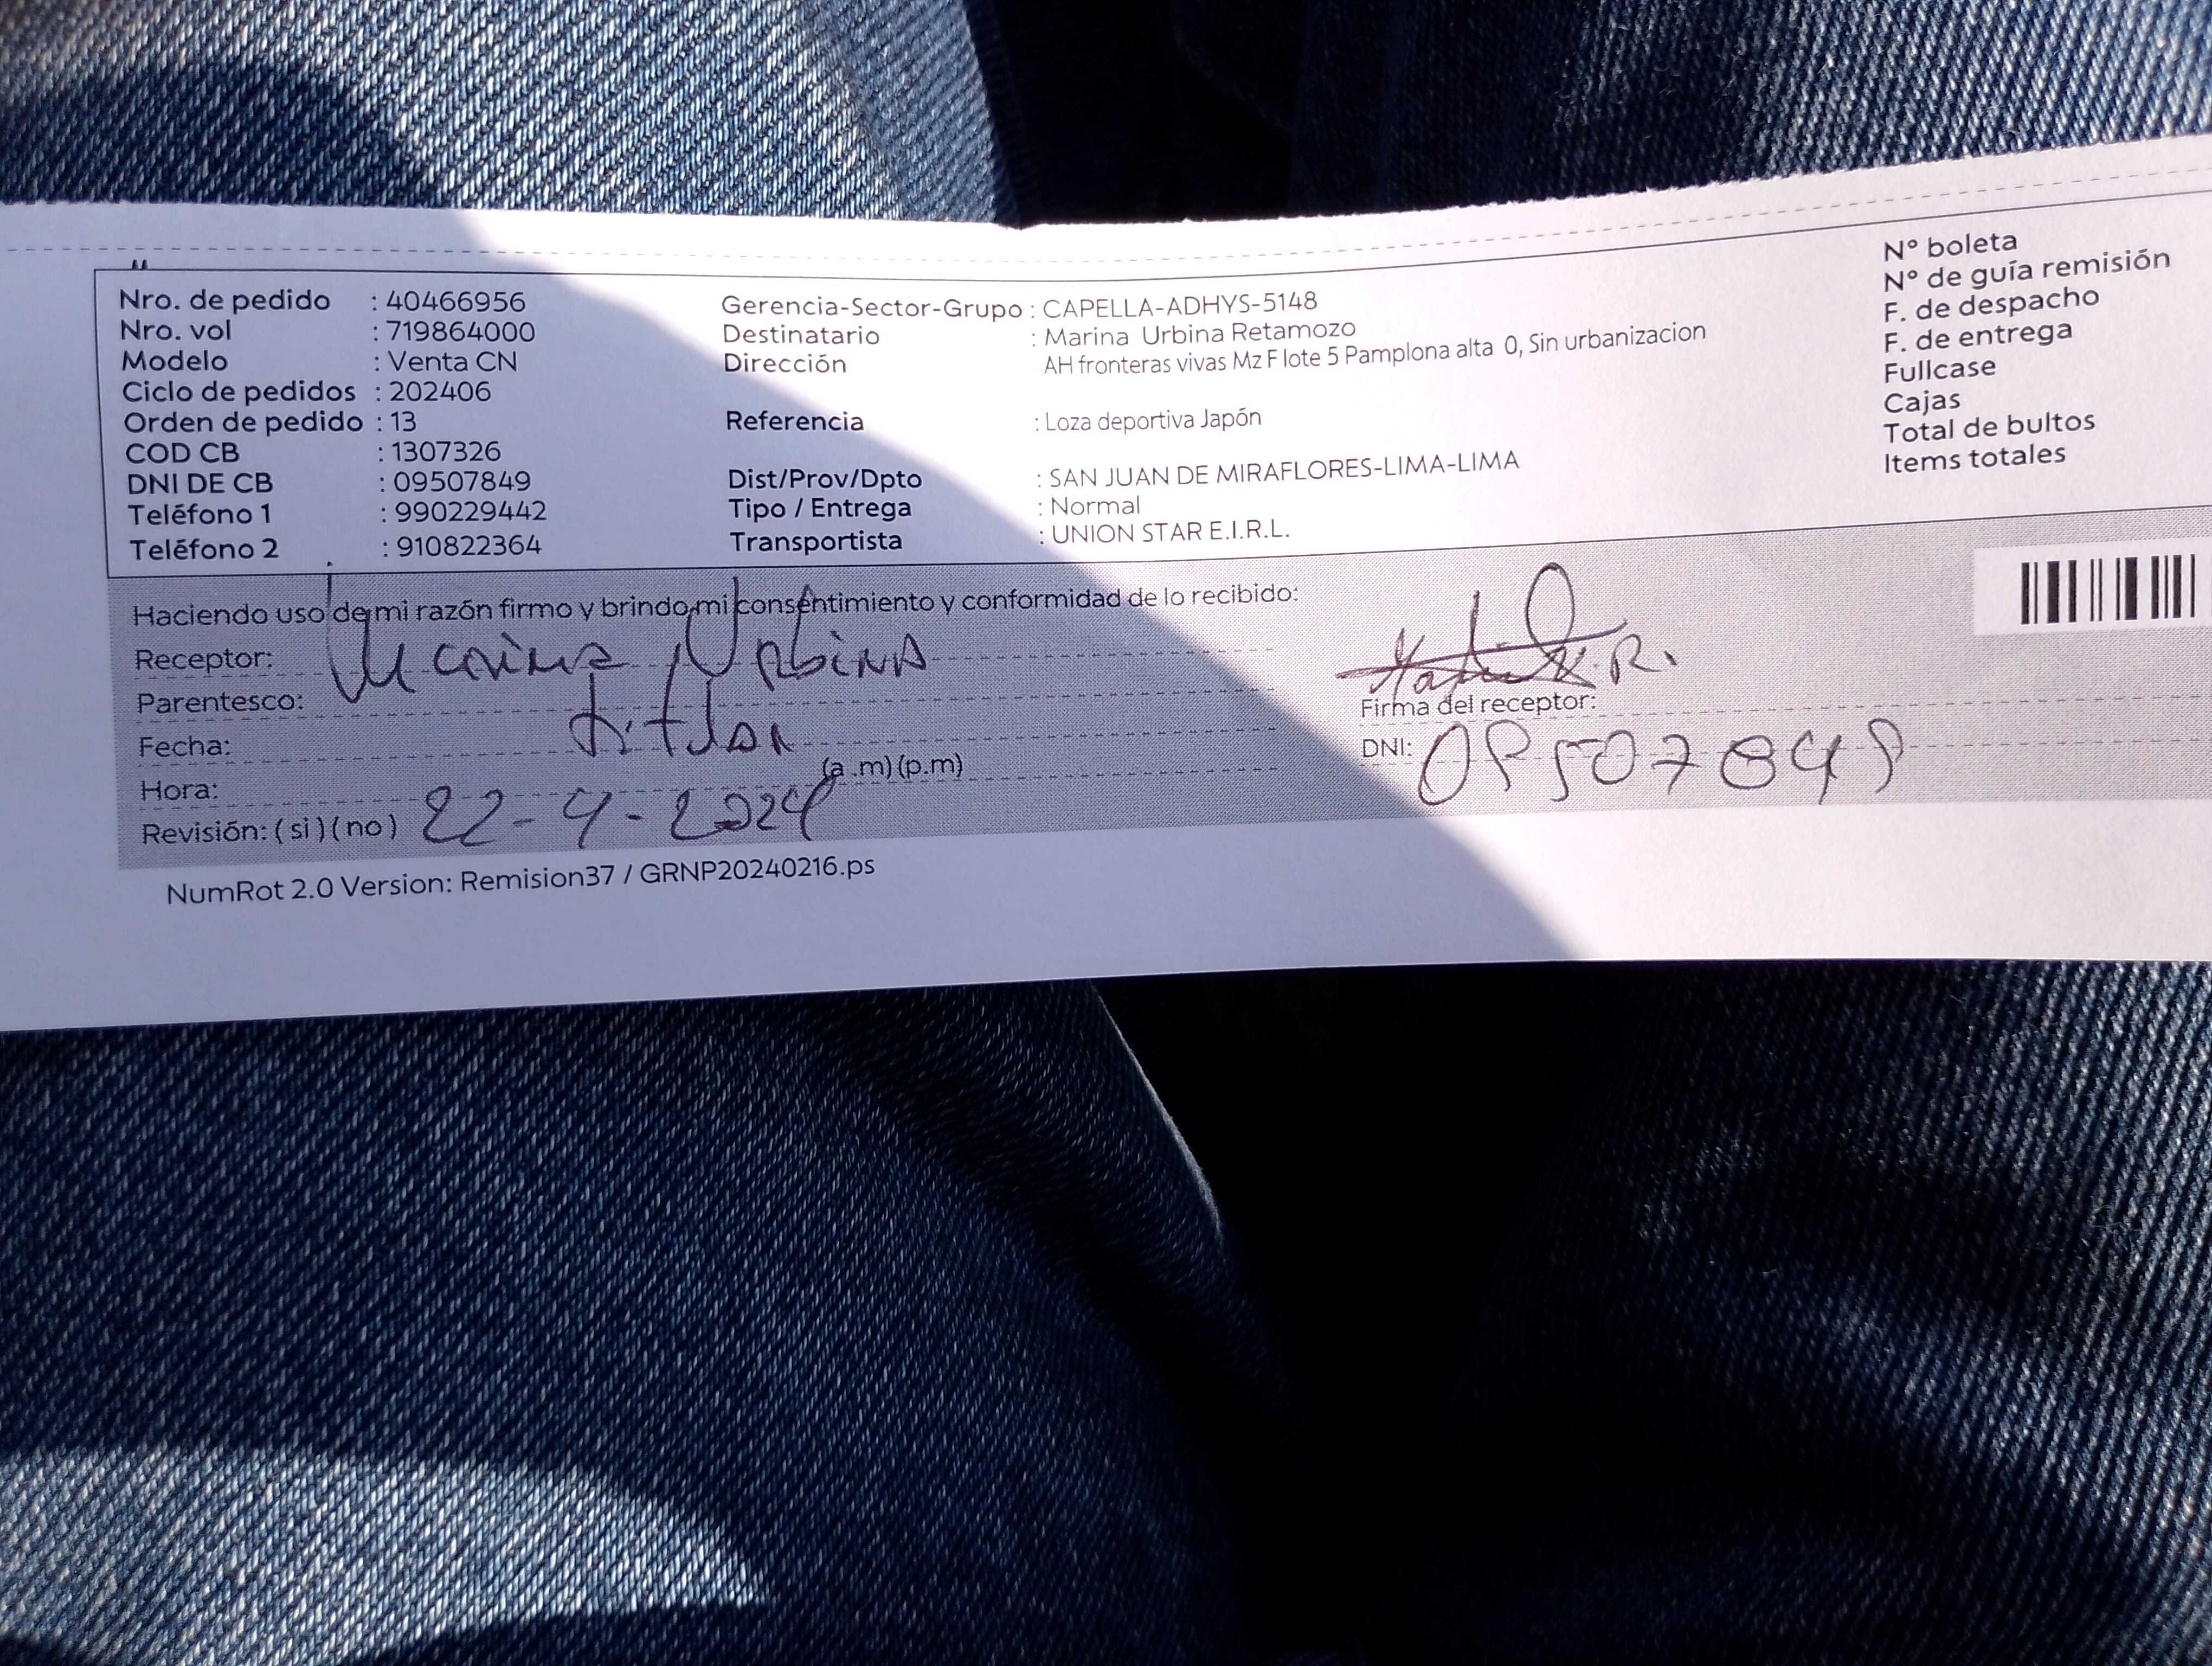 Nro. de pedido : 40466956
Nro. vol : 719864000
Modelo : Venta CN
Ciclo de pedidos : 202406
Orden de pedido : 13
COD CB : 1307326
DNI DE CB : 09507849
Teléfono 1 : 990229442
Teléfono 2 : 910822364
Gerencia-Sector-Grupo : CAPELLA-ADHYS-5148
Destinatario : Marina Urbina Retamozo
Dirección AH fronteras vivas Mz F lote 5 Pamplona alta 0, Sin urbanizacion
Referencia : Loza deportiva Japón
Dist/Prov/Dpto : SAN JUAN DE MIRAFLORES-LIMA-LIMA
Tipo / Entrega : Normal
Transportista : UNION STAR E.I.R.L.
N° boleta
N° de guía remisión
F. de despacho
F. de entrega
Fullcase
Cajas
Total de bultos
Items totales
Haciendo uso de mi razón firmo y brindo mi consentimiento y conformidad de lo recibido:
Receptor: Marina Urbina
Parentesco: titular
Fecha:
Hora: (a.m) (p.m)
Revisión: (si) (no) 22-4-2024
Firma del receptor:
DNI: 09507849
NumRot 2.0 Version: Remision37 / GRNP20240216.ps